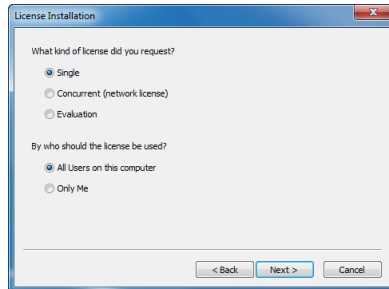 License Installation
What kind of license did you request?
Single
Concurrent (network license)
Evaluation
By who should the license be used?
All Users on this computer
Only Me
< Back Next > Cancel